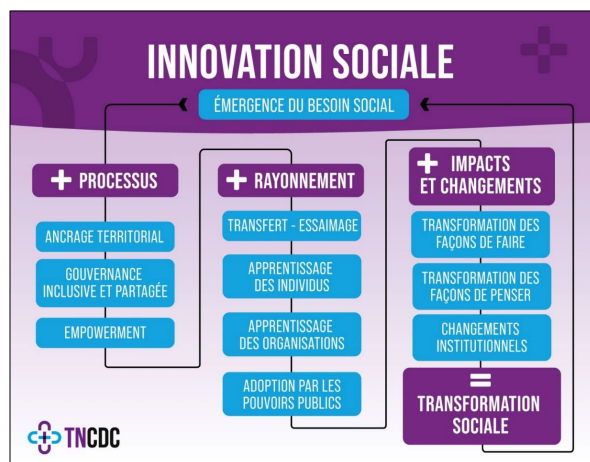 INNOVATION SOCIALE
ÉMERGENCE DU BESOIN SOCIAL
+ PROCESSUS
ANCRAGE TERRITORIAL
GOUVERNANCE
INCLUSIVE ET PARTAGÉE
EMPOWERMENT
+ RAYONNEMENT
TRANSFERT - ESSAIMAGE
APPRENTISSAGE
DES INDIVIDUS
APPRENTISSAGE
DES ORGANISATIONS
ADOPTION PAR LES
POUVOIRS PUBLICS
+ IMPACTS
ET CHANGEMENTS
TRANSFORMATION DES
FAÇONS DE FAIRE
TRANSFORMATION DES
FAÇONS DE PENSER
CHANGEMENTS
INSTITUTIONNELS
=
TRANSFORMATION
SOCIALE
TNCDC